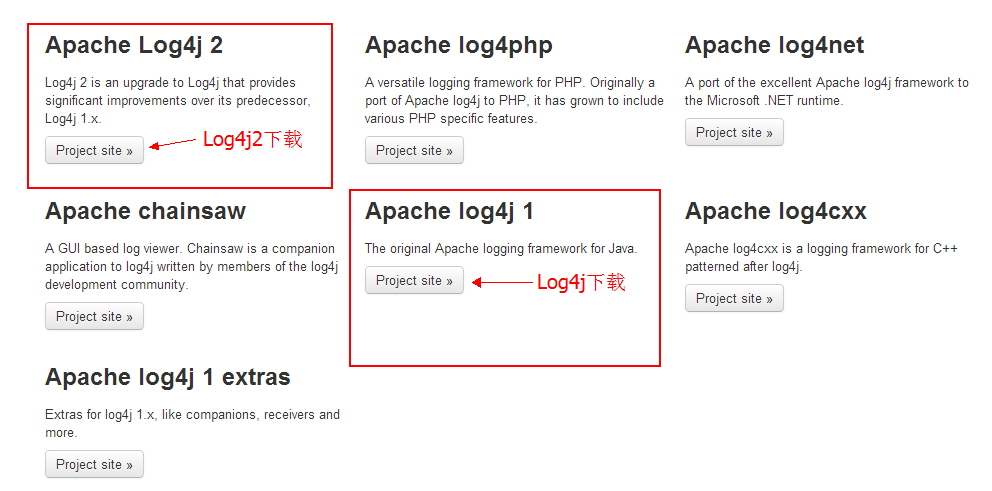 Apache Log4j 2
Log4j 2 is an upgrade to Log4j that provides
significant improvements over its predecessor,
Log4j 1.x.
Project site »
Log4j2下载
Apache log4php
A versatile logging framework for PHP. Originally a
port of Apache log4j to PHP, it has grown to include
various PHP specific features.
Project site »
Apache log4net
A port of the excellent Apache log4j framework to
the Microsoft .NET runtime.
Project site »
Apache chainsaw
A GUI based log viewer. Chainsaw is a companion
application to log4j written by members of the log4j
development community.
Project site »
Apache log4j 1
The original Apache logging framework for Java.
Project site »
Log4j下载
Apache log4cxx
Apache log4cxx is a logging framework for C++
patterned after log4j.
Project site »
Apache log4j 1 extras
Extras for log4j 1.x, like companions, receivers and
more.
Project site »